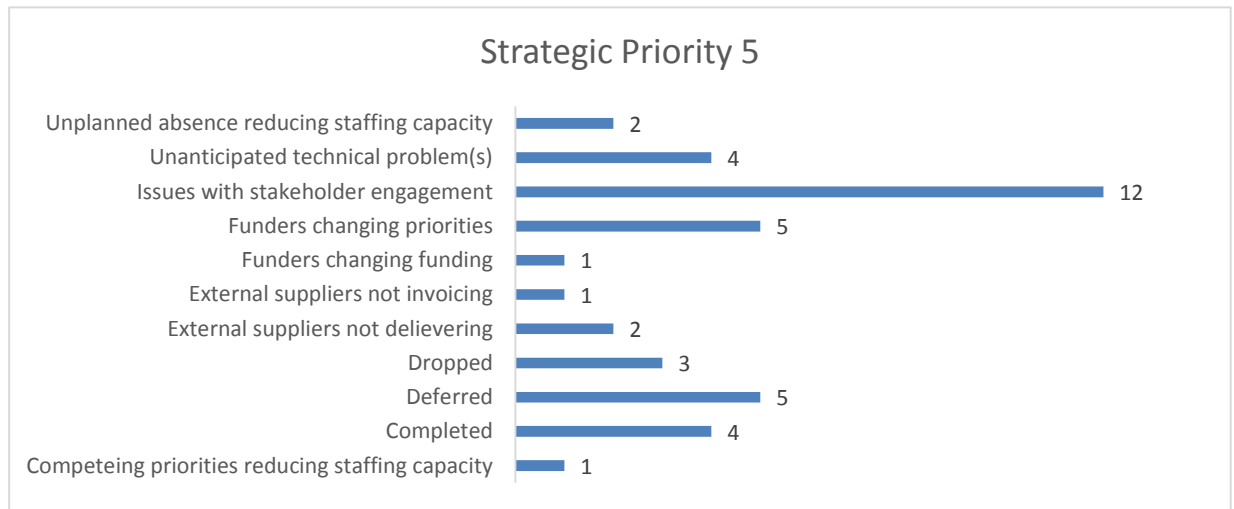 Strategic Priority 5
Unplanned absence reducing staffing capacity 2
Unanticipated technical problem(s) 4
Issues with stakeholder engagement 12
Funders changing priorities 5
Funders changing funding 1
External suppliers not invoicing 1
External suppliers not delievering 2
Dropped 3
Deferred 5
Completed 4
Competeing priorities reducing staffing capacity 1